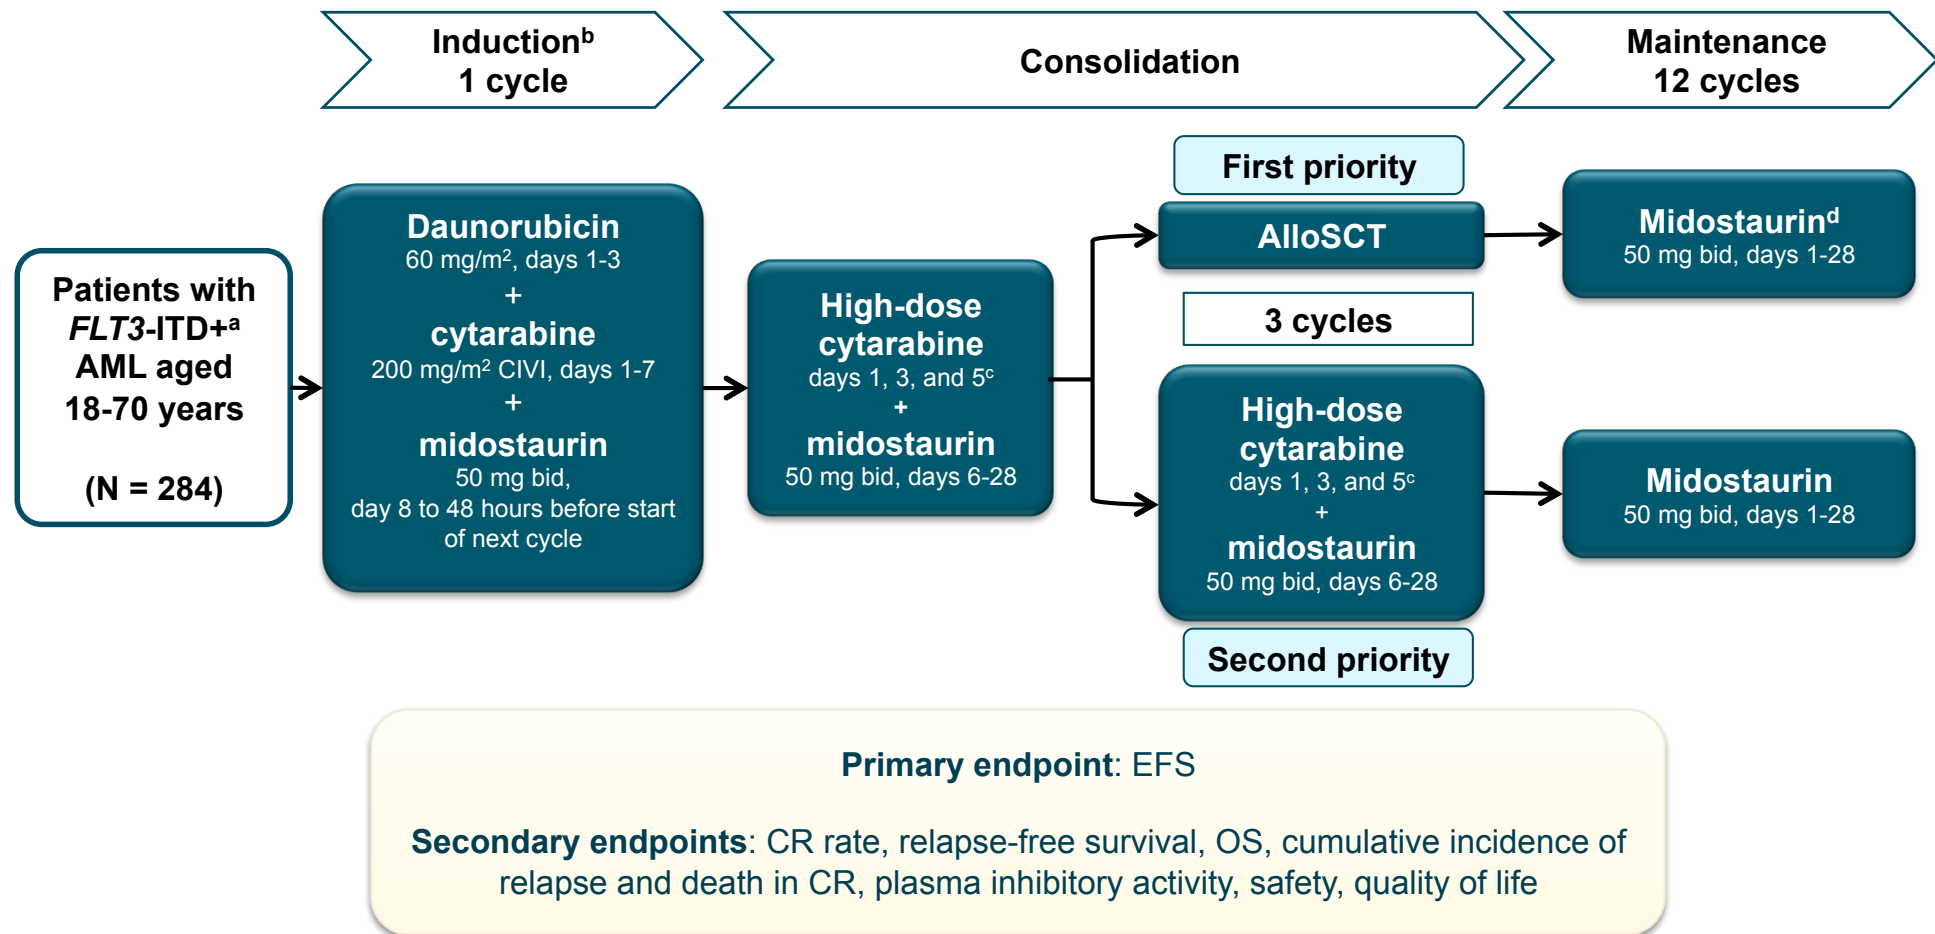 Induction^b
1 cycle
Consolidation
Maintenance
12 cycles
Patients with
FLT3-ITD+^a
AML aged
18-70 years
(N = 284)
Daunorubicin
60 mg/m², days 1-3
+
cytarabine
200 mg/m² CIVI, days 1-7
+
midostaurin
50 mg bid,
day 8 to 48 hours before start
of next cycle
High-dose
cytarabine
days 1, 3, and 5^c
+
midostaurin
50 mg bid, days 6-28
First priority
AlloSCT
3 cycles
High-dose
cytarabine
days 1, 3, and 5^c
+
midostaurin
50 mg bid, days 6-28
Second priority
Midostaurin^d
50 mg bid, days 1-28
Midostaurin
50 mg bid, days 1-28
Primary endpoint: EFS
Secondary endpoints: CR rate, relapse-free survival, OS, cumulative incidence of
relapse and death in CR, plasma inhibitory activity, safety, quality of life